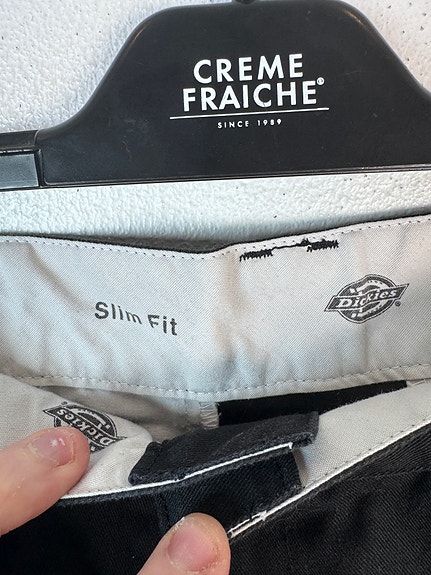 CREME
FRAICHE®
SINCE 1989
Slim Fit
Dickies
Dickies